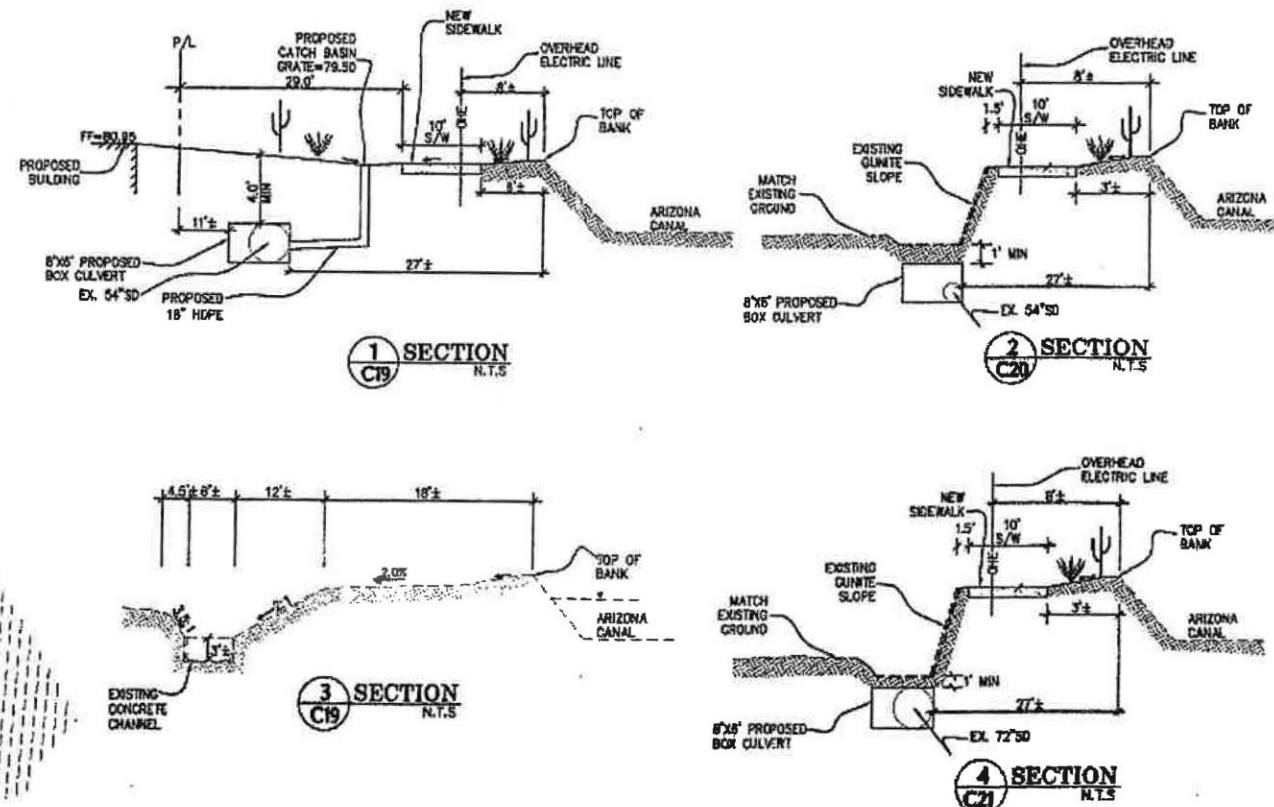 P/L
29.0'
PROPOSED
CATCH BASIN
GRATE=79.50
NEW
SIDEWALK
OVERHEAD
ELECTRIC LINE
8'±
TOP OF
BANK
10'
S/W
OHE
FF=80.95
PROPOSED
BUILDING
4.0'
MIN
11'±
8'±
ARIZONA
CANAL
8'X6' PROPOSED
BOX CULVERT
EX. 54"SD
PROPOSED
18" HDPE
27'±
1
C19
SECTION
N.T.S
OVERHEAD
ELECTRIC LINE
8'±
NEW
SIDEWALK
1.5'
10'
S/W
OHE
TOP OF
BANK
EXISTING
GUNITE
SLOPE
MATCH
EXISTING
GROUND
3'±
ARIZONA
CANAL
1' MIN
27'±
8'X6' PROPOSED
BOX CULVERT
EX. 54"SD
2
C20
SECTION
N.T.S
4.5'±
6'±
12'±
18'±
2.0%
TOP OF
BANK
ARIZONA
CANAL
3'±
EXISTING
CONCRETE
CHANNEL
3
C19
SECTION
N.T.S
OVERHEAD
ELECTRIC LINE
8'±
NEW
SIDEWALK
1.5'
10'
S/W
OHE
TOP OF
BANK
EXISTING
GUNITE
SLOPE
MATCH
EXISTING
GROUND
3'±
ARIZONA
CANAL
1' MIN
27'±
8'X6' PROPOSED
BOX CULVERT
EX. 72"SD
4
C21
SECTION
N.T.S